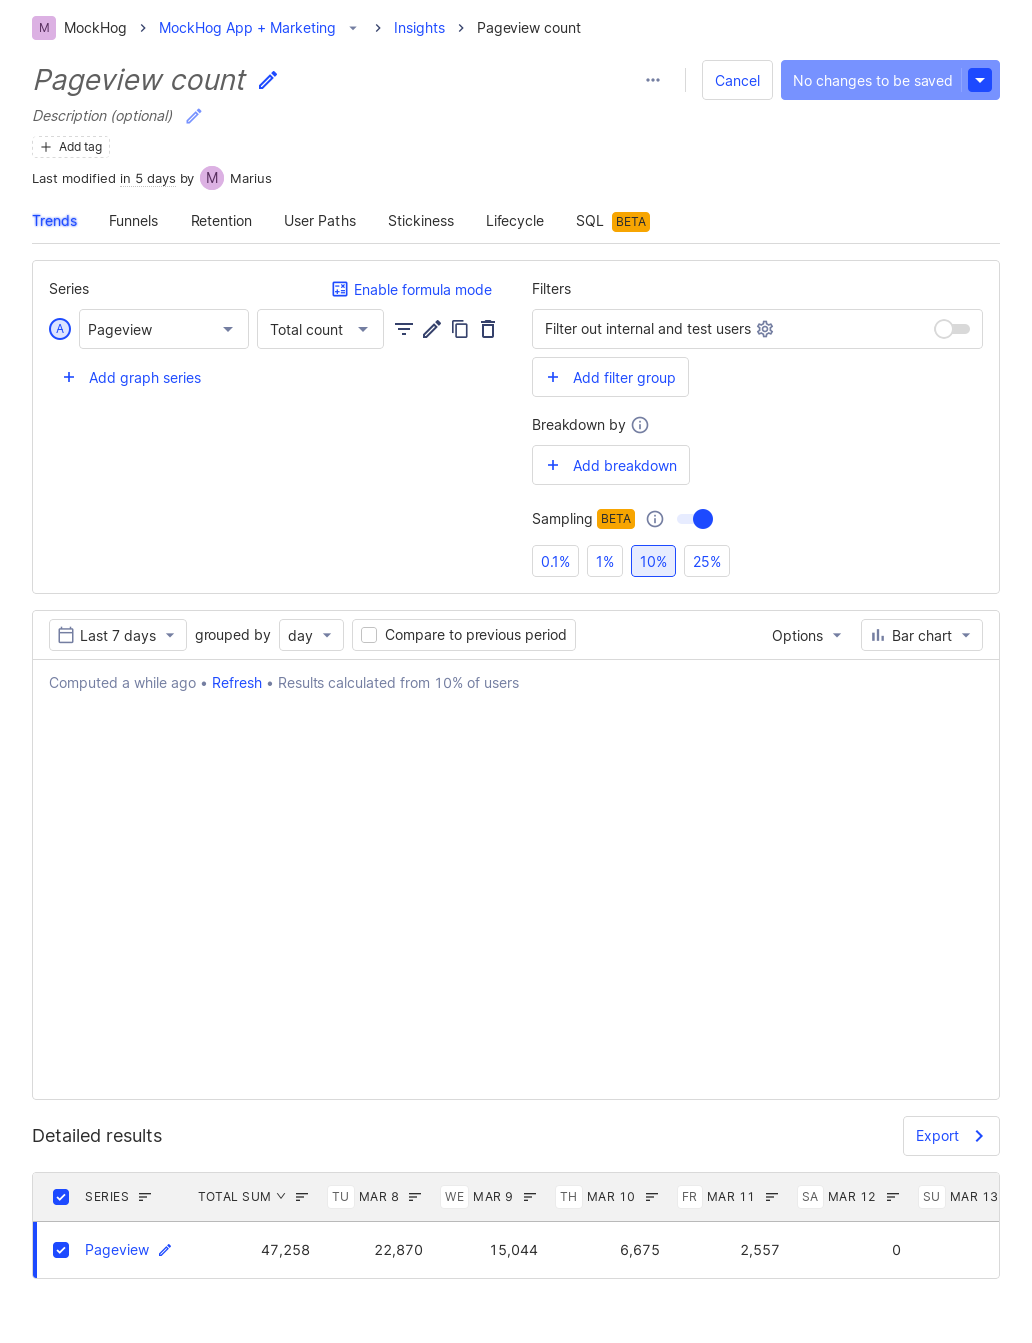 M MockHog > MockHog App + Marketing > Insights > Pageview count
Pageview count
Cancel
No changes to be saved
Description (optional)
+ Add tag
Last modified in 5 days by M Marius
Trends Funnels Retention User Paths Stickiness Lifecycle SQL BETA
Series
Enable formula mode
A Pageview Total count
+ Add graph series
Filters
Filter out internal and test users
+ Add filter group
Breakdown by
+ Add breakdown
Sampling BETA
0.1% 1% 10% 25%
Last 7 days grouped by day Compare to previous period Options Bar chart
Computed a while ago • Refresh • Results calculated from 10% of users
Detailed results
Export
SERIES TOTAL SUM TU MAR 8 WE MAR 9 TH MAR 10 FR MAR 11 SA MAR 12 SU MAR 13
Pageview 47,258 22,870 15,044 6,675 2,557 0